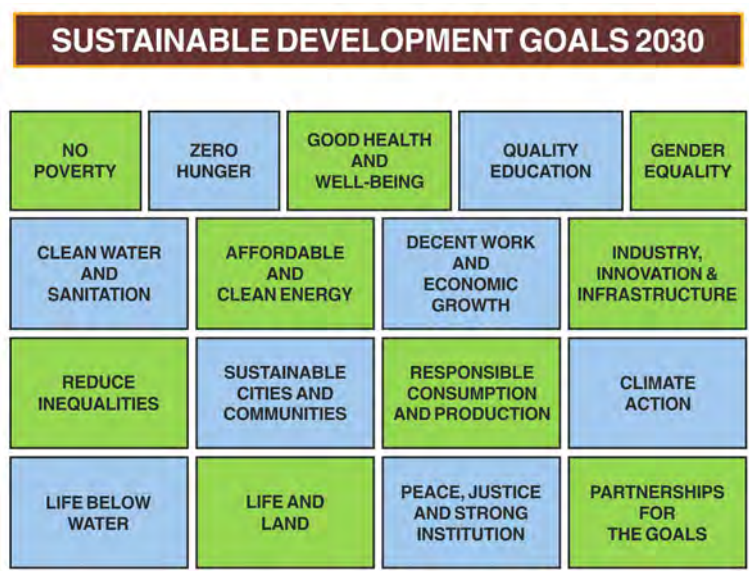 SUSTAINABLE DEVELOPMENT GOALS 2030
NO
POVERTY
ZERO
HUNGER
GOOD HEALTH
AND
WELL-BEING
QUALITY
EDUCATION
GENDER
EQUALITY
CLEAN WATER
AND
SANITATION
AFFORDABLE
AND
CLEAN ENERGY
DECENT WORK
AND
ECONOMIC
GROWTH
INDUSTRY,
INNOVATION &
INFRASTRUCTURE
REDUCE
INEQUALITIES
SUSTAINABLE
CITIES AND
COMMUNITIES
RESPONSIBLE
CONSUMPTION
AND PRODUCTION
CLIMATE
ACTION
LIFE BELOW
WATER
LIFE AND
LAND
PEACE, JUSTICE
AND STRONG
INSTITUTION
PARTNERSHIPS
FOR
THE GOALS